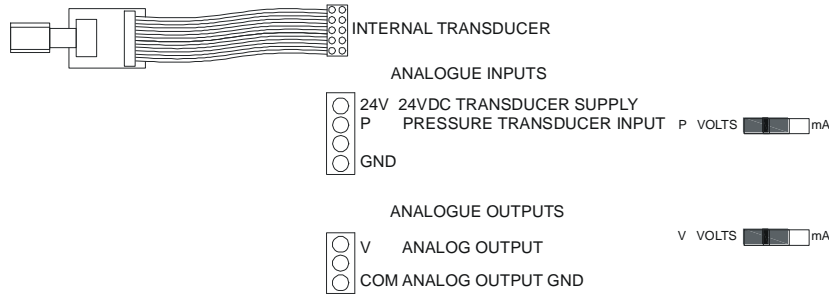 INTERNAL TRANSDUCER
ANALOGUE INPUTS
24V 24VDC TRANSDUCER SUPPLY
P PRESSURE TRANSDUCER INPUT P VOLTS mA
GND
ANALOGUE OUTPUTS
V VOLTS mA
V ANALOG OUTPUT
COM ANALOG OUTPUT GND